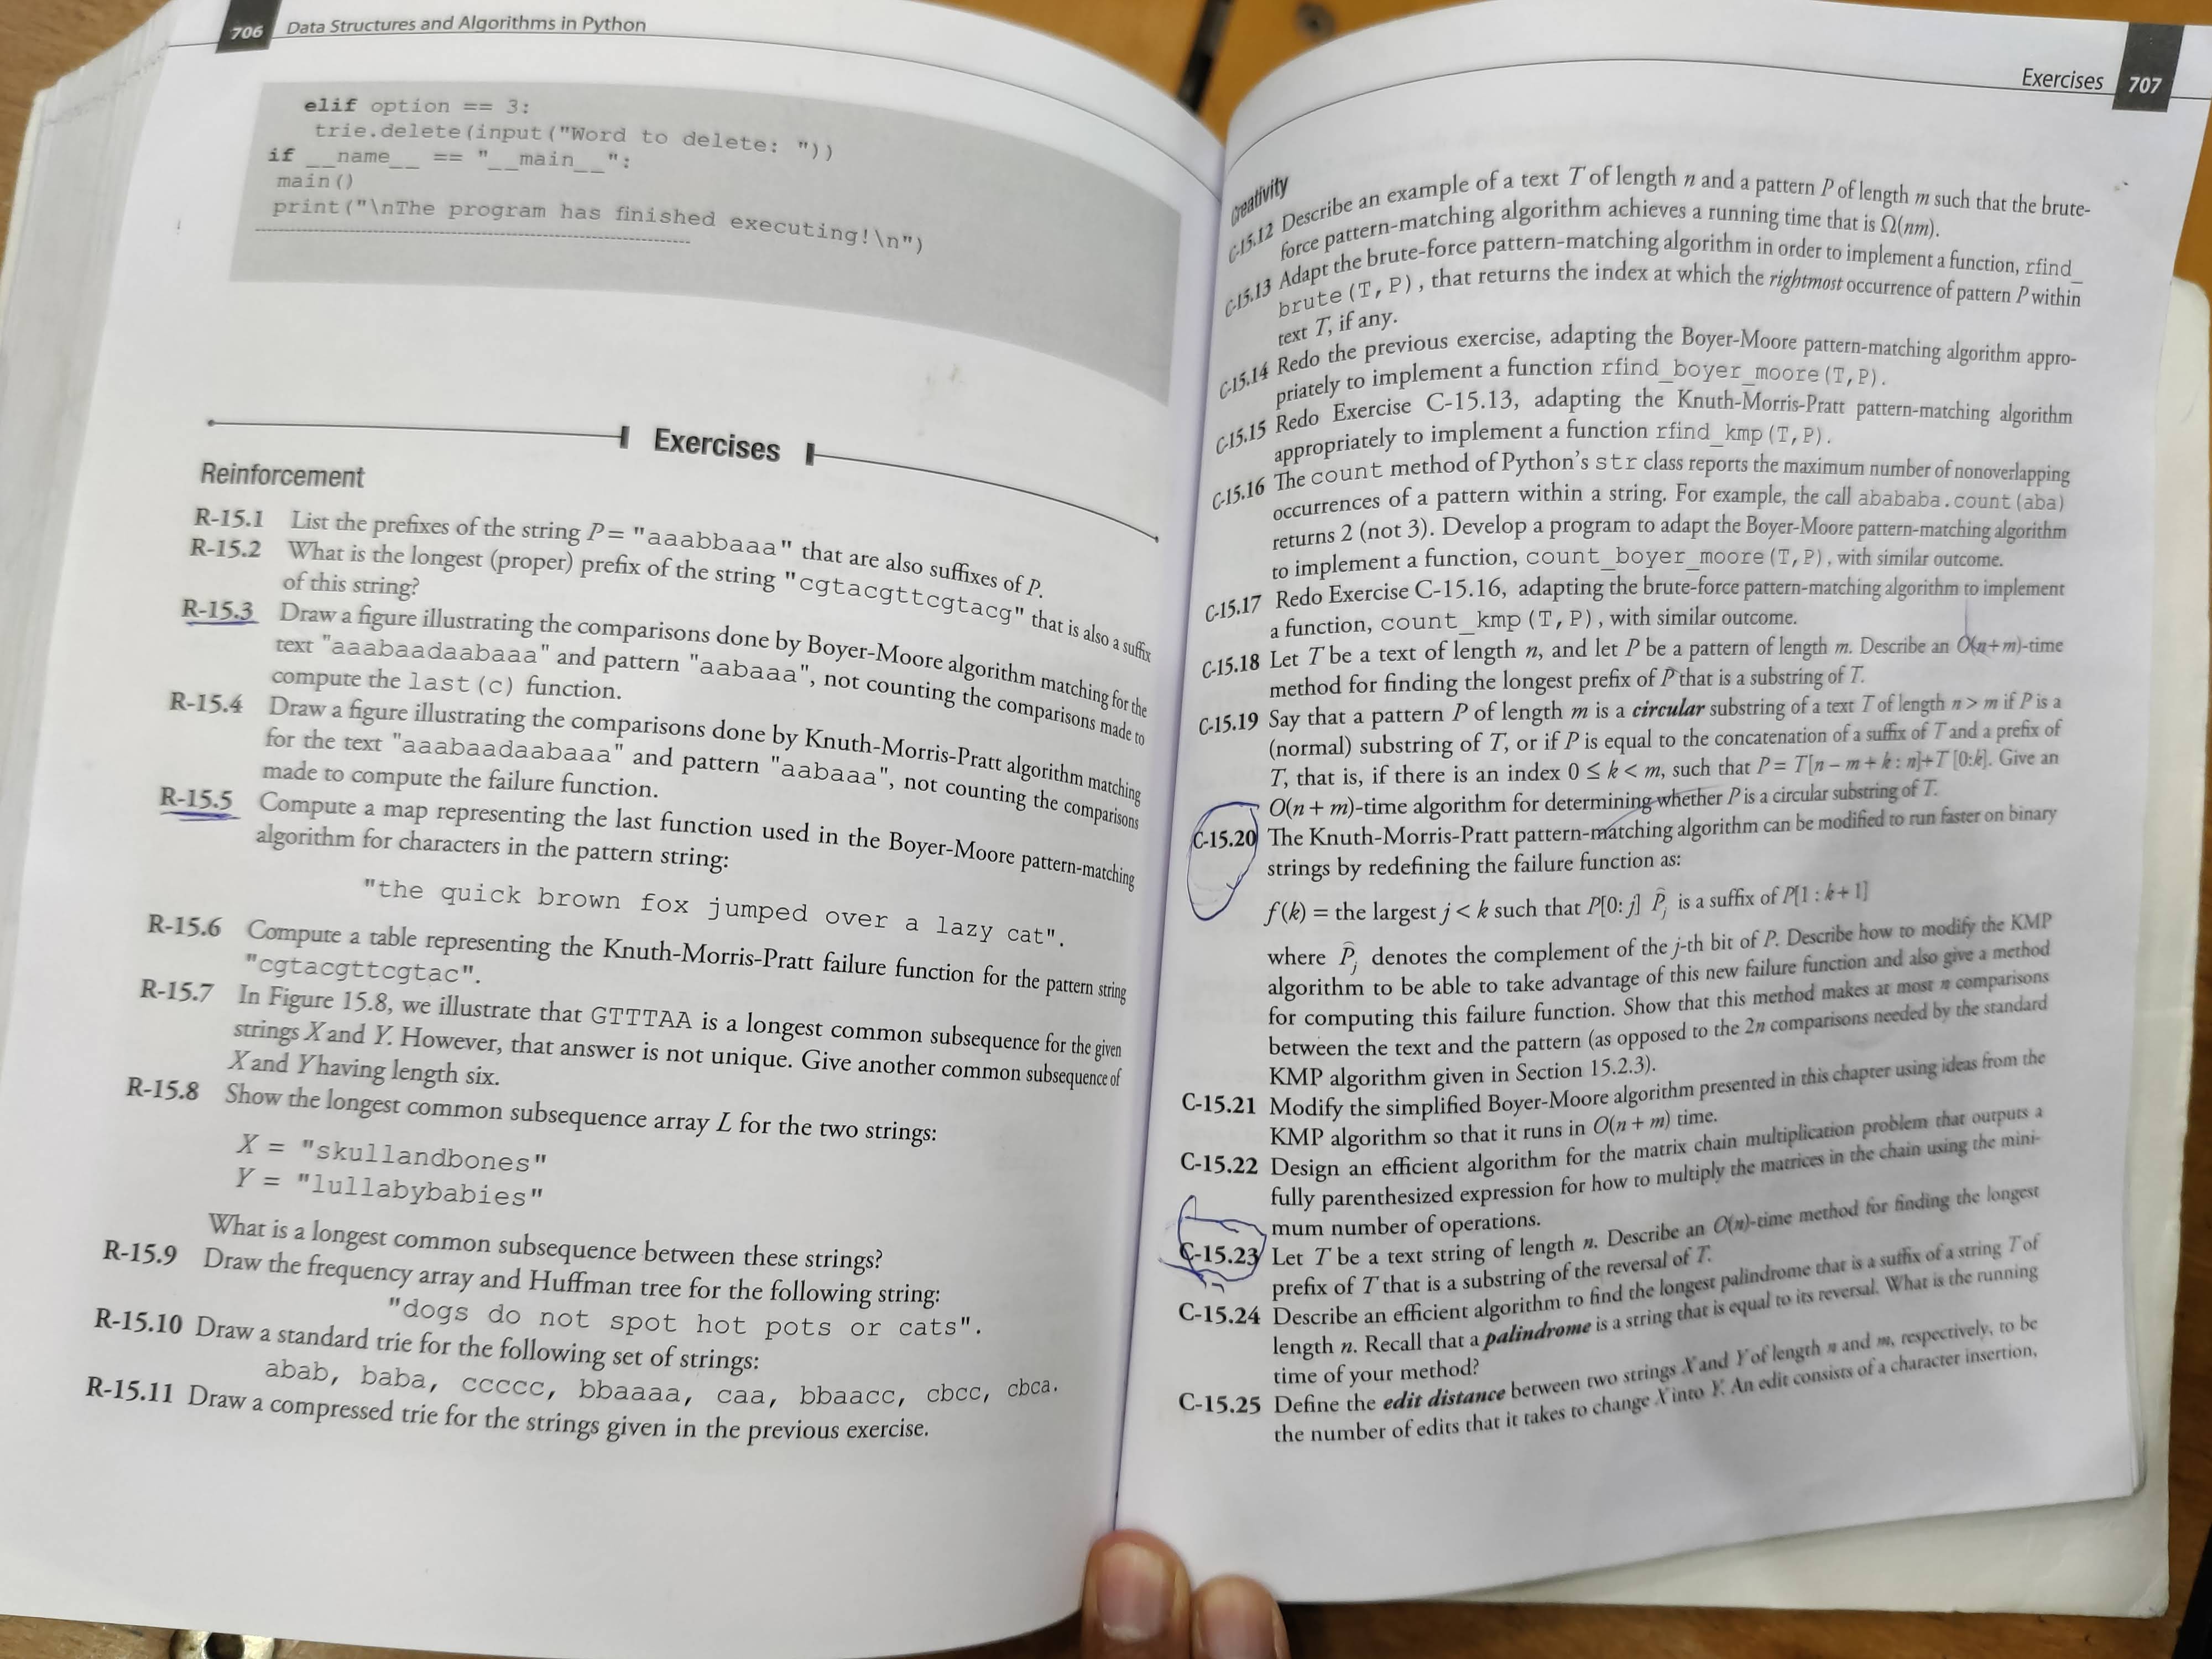 706 Data Structures and Algorithms in Python
elif option == 3:
trie.delete(input("Word to delete: "))
if __name__ == "__main__":
main()
print("\nThe program has finished executing!\n")
Exercises
Reinforcement
R-15.1 List the prefixes of the string P= "aaabbaaa" that are also suffixes of P.
R-15.2 What is the longest (proper) prefix of the string "cgtacgttcgtacg" that is also a suffix
of this string?
R-15.3 Draw a figure illustrating the comparisons done by Boyer-Moore algorithm matching for the
text "aaabaadaabaaa" and pattern "aabaaa", not counting the comparisons made to
compute the last(c) function.
R-15.4 Draw a figure illustrating the comparisons done by Knuth-Morris-Pratt algorithm matching
for the text "aaabaadaabaaa" and pattern "aabaaa", not counting the comparisons
made to compute the failure function.
R-15.5 Compute a map representing the last function used in the Boyer-Moore pattern-matching
algorithm for characters in the pattern string:
"the quick brown fox jumped over a lazy cat".
R-15.6 Compute a table representing the Knuth-Morris-Pratt failure function for the pattern string
"cgtacgttcgtac".
R-15.7 In Figure 15.8, we illustrate that GTTTAA is a longest common subsequence for the given
strings X and Y. However, that answer is not unique. Give another common subsequence of
X and Y having length six.
R-15.8 Show the longest common subsequence array L for the two strings:
X = "skullandbones"
Y = "lullabybabies"
What is a longest common subsequence between these strings?
R-15.9 Draw the frequency array and Huffman tree for the following string:
"dogs do not spot hot pots or cats".
R-15.10 Draw a standard trie for the following set of strings:
abab, baba, ccccc, bbaaaa, caa, bbaacc, cbcc, cbca.
R-15.11 Draw a compressed trie for the strings given in the previous exercise.
Exercises 707
Creativity
C-15.12 Describe an example of a text T of length n and a pattern P of length m such that the brute-
force pattern-matching algorithm achieves a running time that is Ω(nm).
C-15.13 Adapt the brute-force pattern-matching algorithm in order to implement a function, rfind_
brute(T, P), that returns the index at which the rightmost occurrence of pattern P within
text T, if any.
C-15.14 Redo the previous exercise, adapting the Boyer-Moore pattern-matching algorithm appro-
priately to implement a function rfind_boyer_moore(T, P).
C-15.15 Redo Exercise C-15.13, adapting the Knuth-Morris-Pratt pattern-matching algorithm
appropriately to implement a function rfind_kmp(T, P).
C-15.16 The count method of Python's str class reports the maximum number of nonoverlapping
occurrences of a pattern within a string. For example, the call abababa.count(aba)
returns 2 (not 3). Develop a program to adapt the Boyer-Moore pattern-matching algorithm
to implement a function, count_boyer_moore(T, P), with similar outcome.
C-15.17 Redo Exercise C-15.16, adapting the brute-force pattern-matching algorithm to implement
a function, count_kmp(T, P), with similar outcome.
C-15.18 Let T be a text of length n, and let P be a pattern of length m. Describe an O(n+m)-time
method for finding the longest prefix of P that is a substring of T.
C-15.19 Say that a pattern P of length m is a circular substring of a text T of length n > m if P is a
(normal) substring of T, or if P is equal to the concatenation of a suffix of T and a prefix of
T, that is, if there is an index 0 ≤ k < m, such that P = T[n – m + k : n]+T [0:k]. Give an
O(n + m)-time algorithm for determining whether P is a circular substring of T.
C-15.20 The Knuth-Morris-Pratt pattern-matching algorithm can be modified to run faster on binary
strings by redefining the failure function as:
f(k) = the largest j < k such that P[0: j] P̂j is a suffix of P[1 : k+1]
where P̂j denotes the complement of the j-th bit of P. Describe how to modify the KMP
algorithm to be able to take advantage of this new failure function and also give a method
for computing this failure function. Show that this method makes at most n comparisons
between the text and the pattern (as opposed to the 2n comparisons needed by the standard
KMP algorithm given in Section 15.2.3).
C-15.21 Modify the simplified Boyer-Moore algorithm presented in this chapter using ideas from the
KMP algorithm so that it runs in O(n + m) time.
C-15.22 Design an efficient algorithm for the matrix chain multiplication problem that outputs a
fully parenthesized expression for how to multiply the matrices in the chain using the mini-
mum number of operations.
C-15.23 Let T be a text string of length n. Describe an O(n)-time method for finding the longest
prefix of T that is a substring of the reversal of T.
C-15.24 Describe an efficient algorithm to find the longest palindrome that is a suffix of a string T of
length n. Recall that a palindrome is a string that is equal to its reversal. What is the running
time of your method?
C-15.25 Define the edit distance between two strings X and Y of length n and m, respectively, to be
the number of edits that it takes to change X into Y. An edit consists of a character insertion,